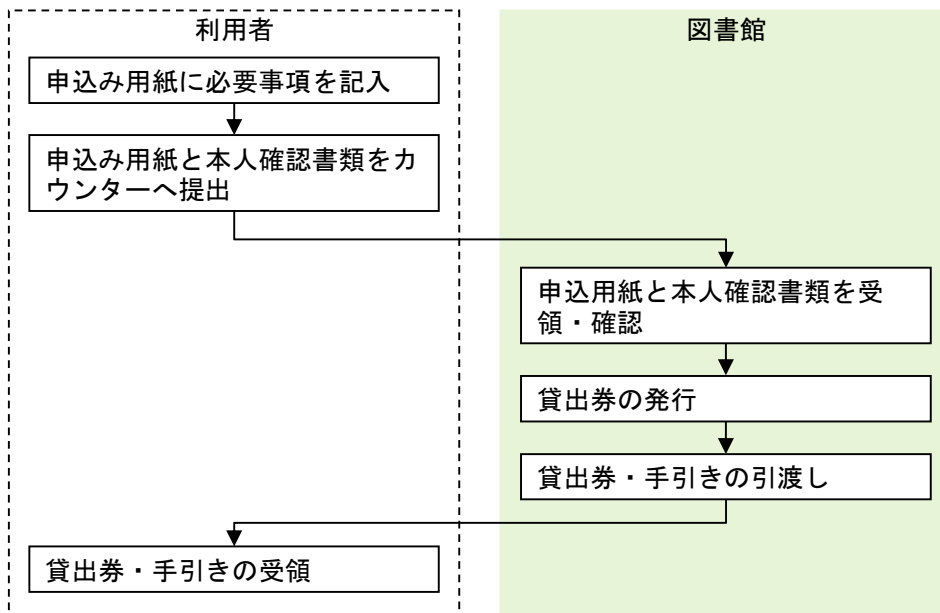 利用者
図書館
申込み用紙に必要事項を記入
申込み用紙と本人確認書類をカ
ウンターへ提出
申込用紙と本人確認書類を受
領・確認
貸出券の発行
貸出券・手引きの引渡し
貸出券・手引きの受領